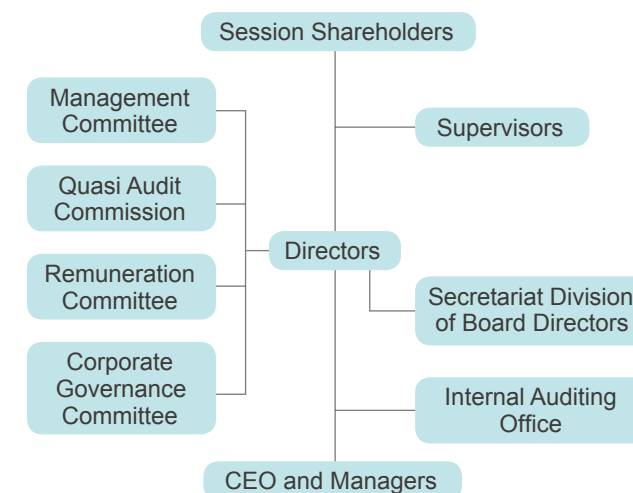 Session Shareholders
Management
Committee
Supervisors
Quasi Audit
Commission
Directors
Remuneration
Committee
Secretariat Division
of Board Directors
Corporate
Governance
Committee
Internal Auditing
Office
CEO and Managers